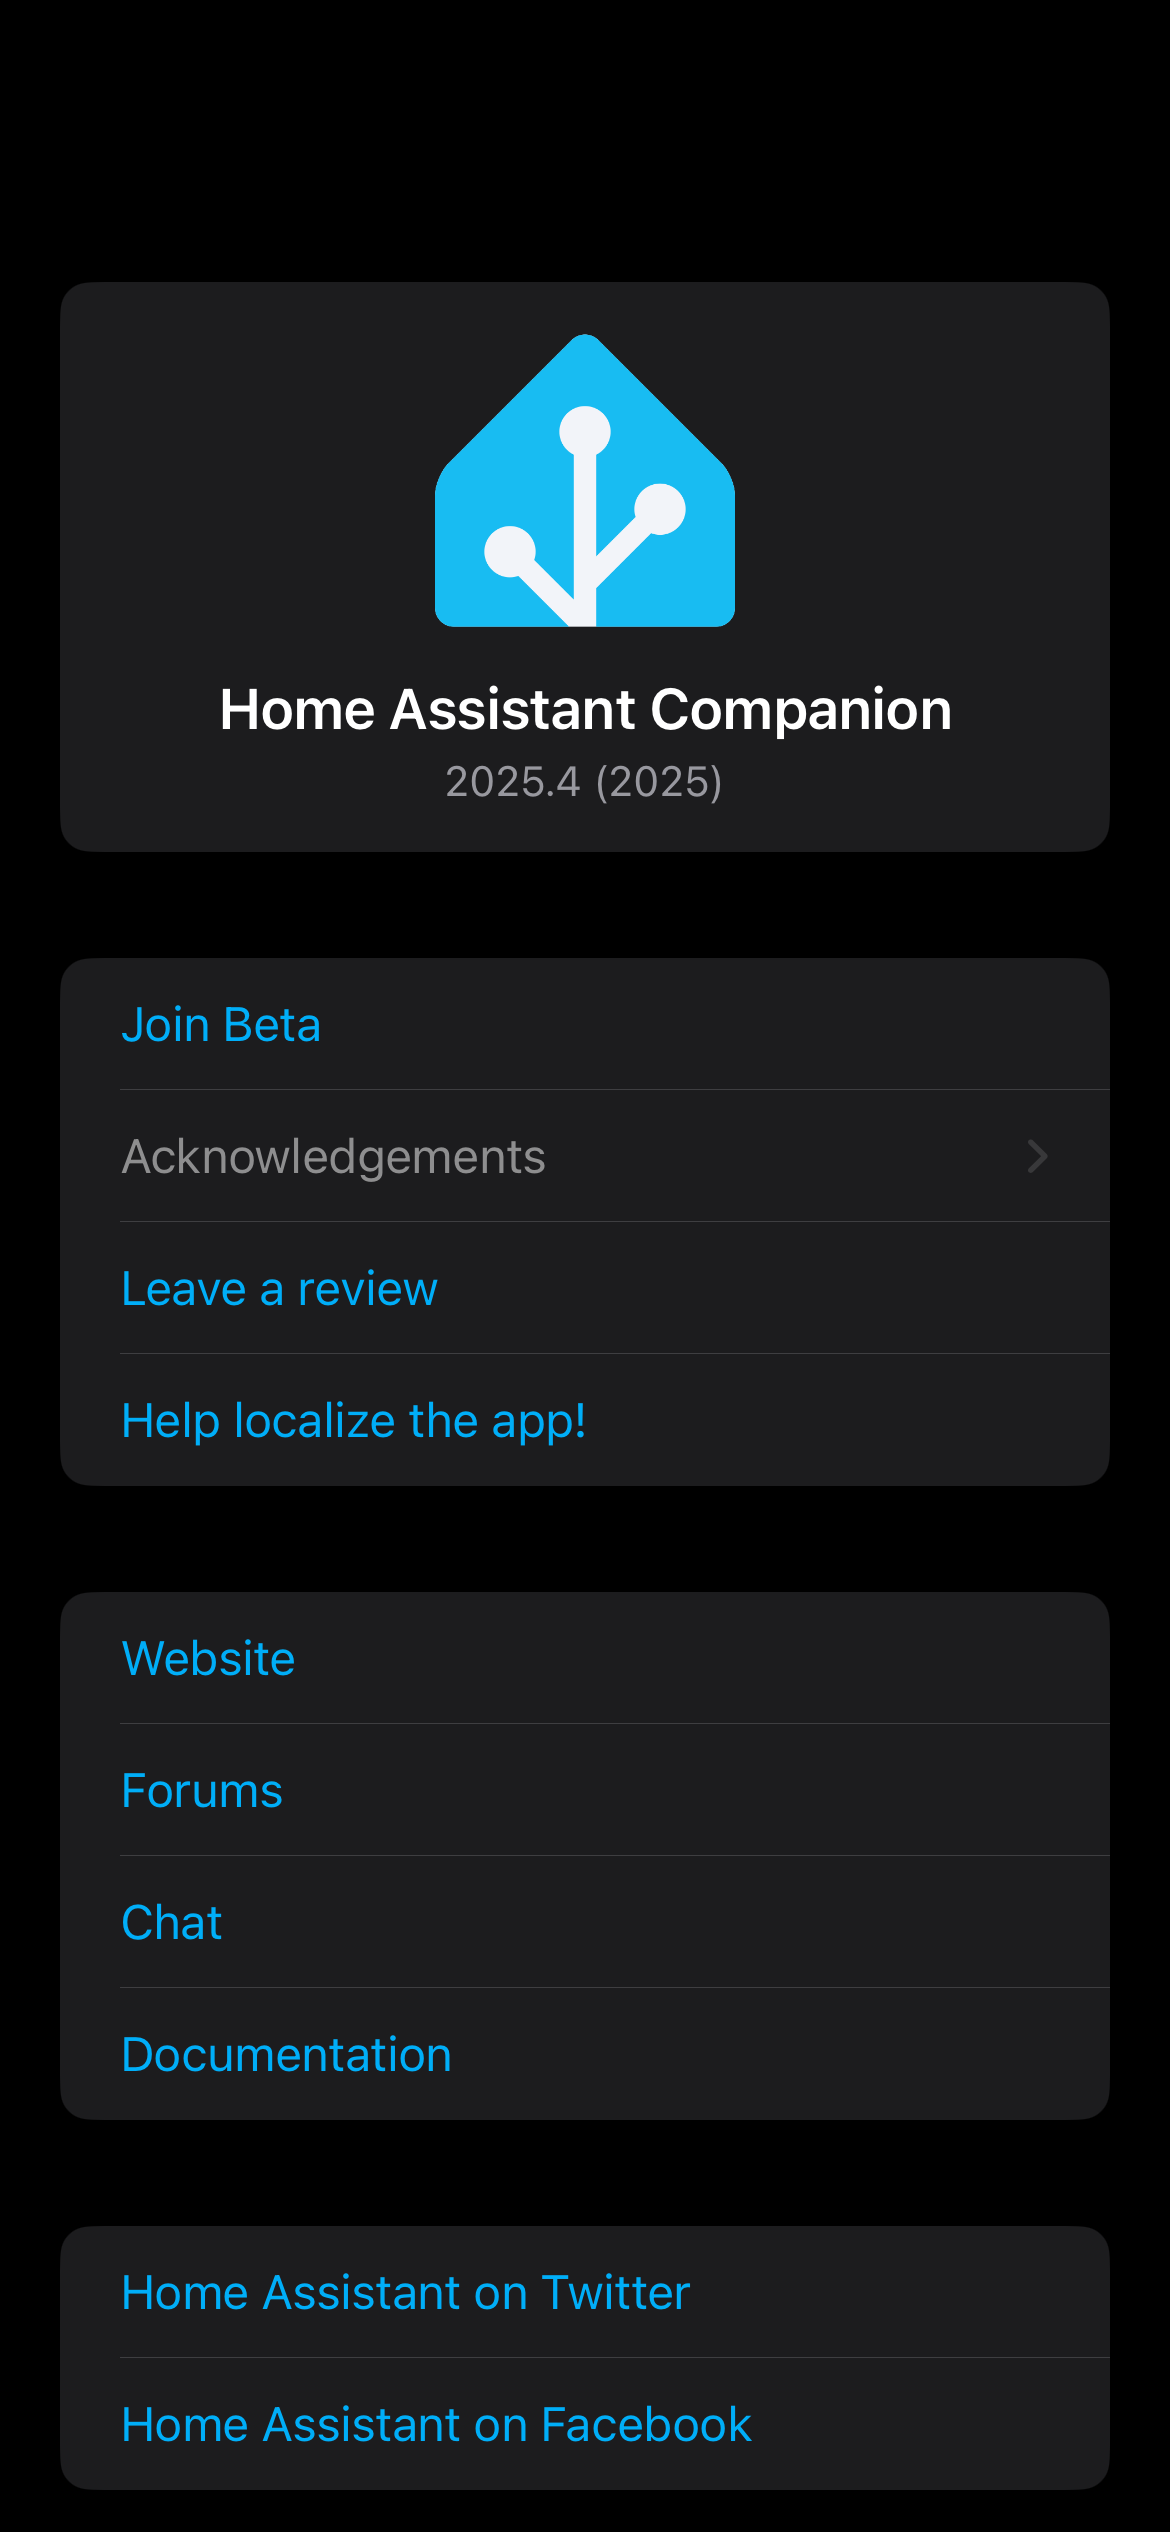 Home Assistant Companion
2025.4 (2025)
Join Beta
Acknowledgements
Leave a review
Help localize the app!
Website
Forums
Chat
Documentation
Home Assistant on Twitter
Home Assistant on Facebook